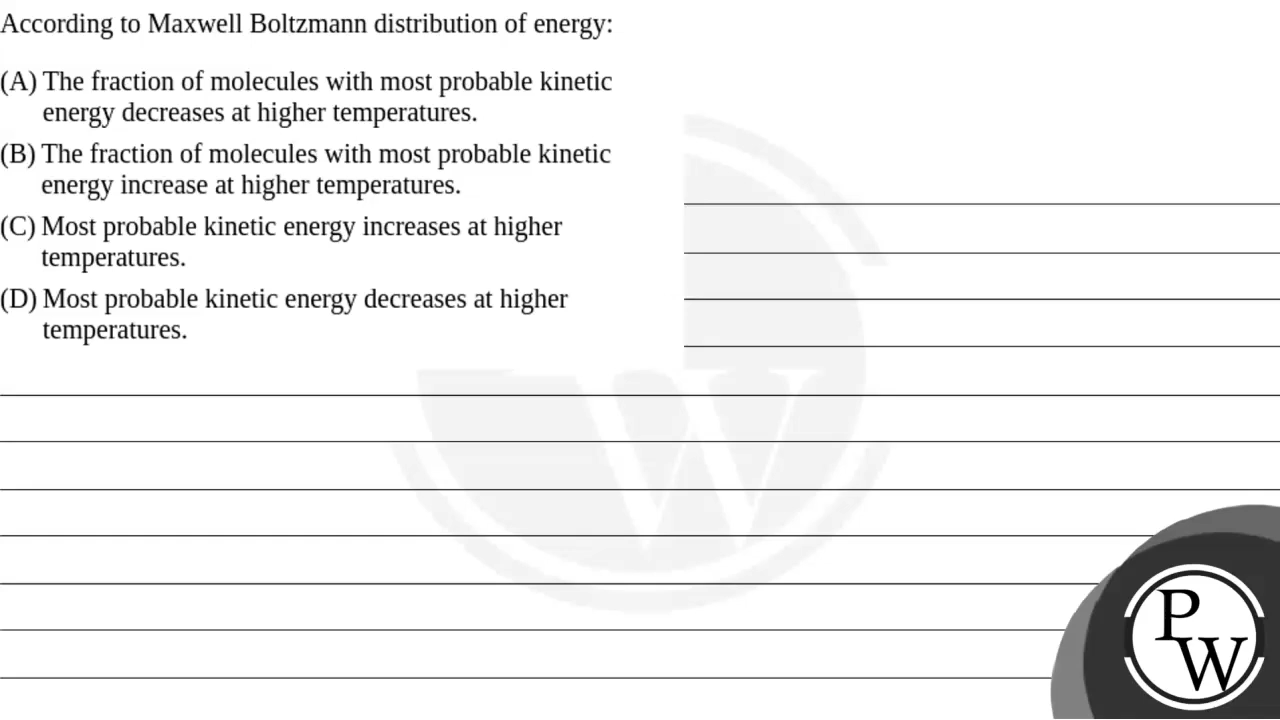 According to Maxwell Boltzmann distribution of energy:
(A) The fraction of molecules with most probable kinetic
energy decreases at higher temperatures.
(B) The fraction of molecules with most probable kinetic
energy increase at higher temperatures.
(C) Most probable kinetic energy increases at higher
temperatures.
(D) Most probable kinetic energy decreases at higher
temperatures.
W
P
W